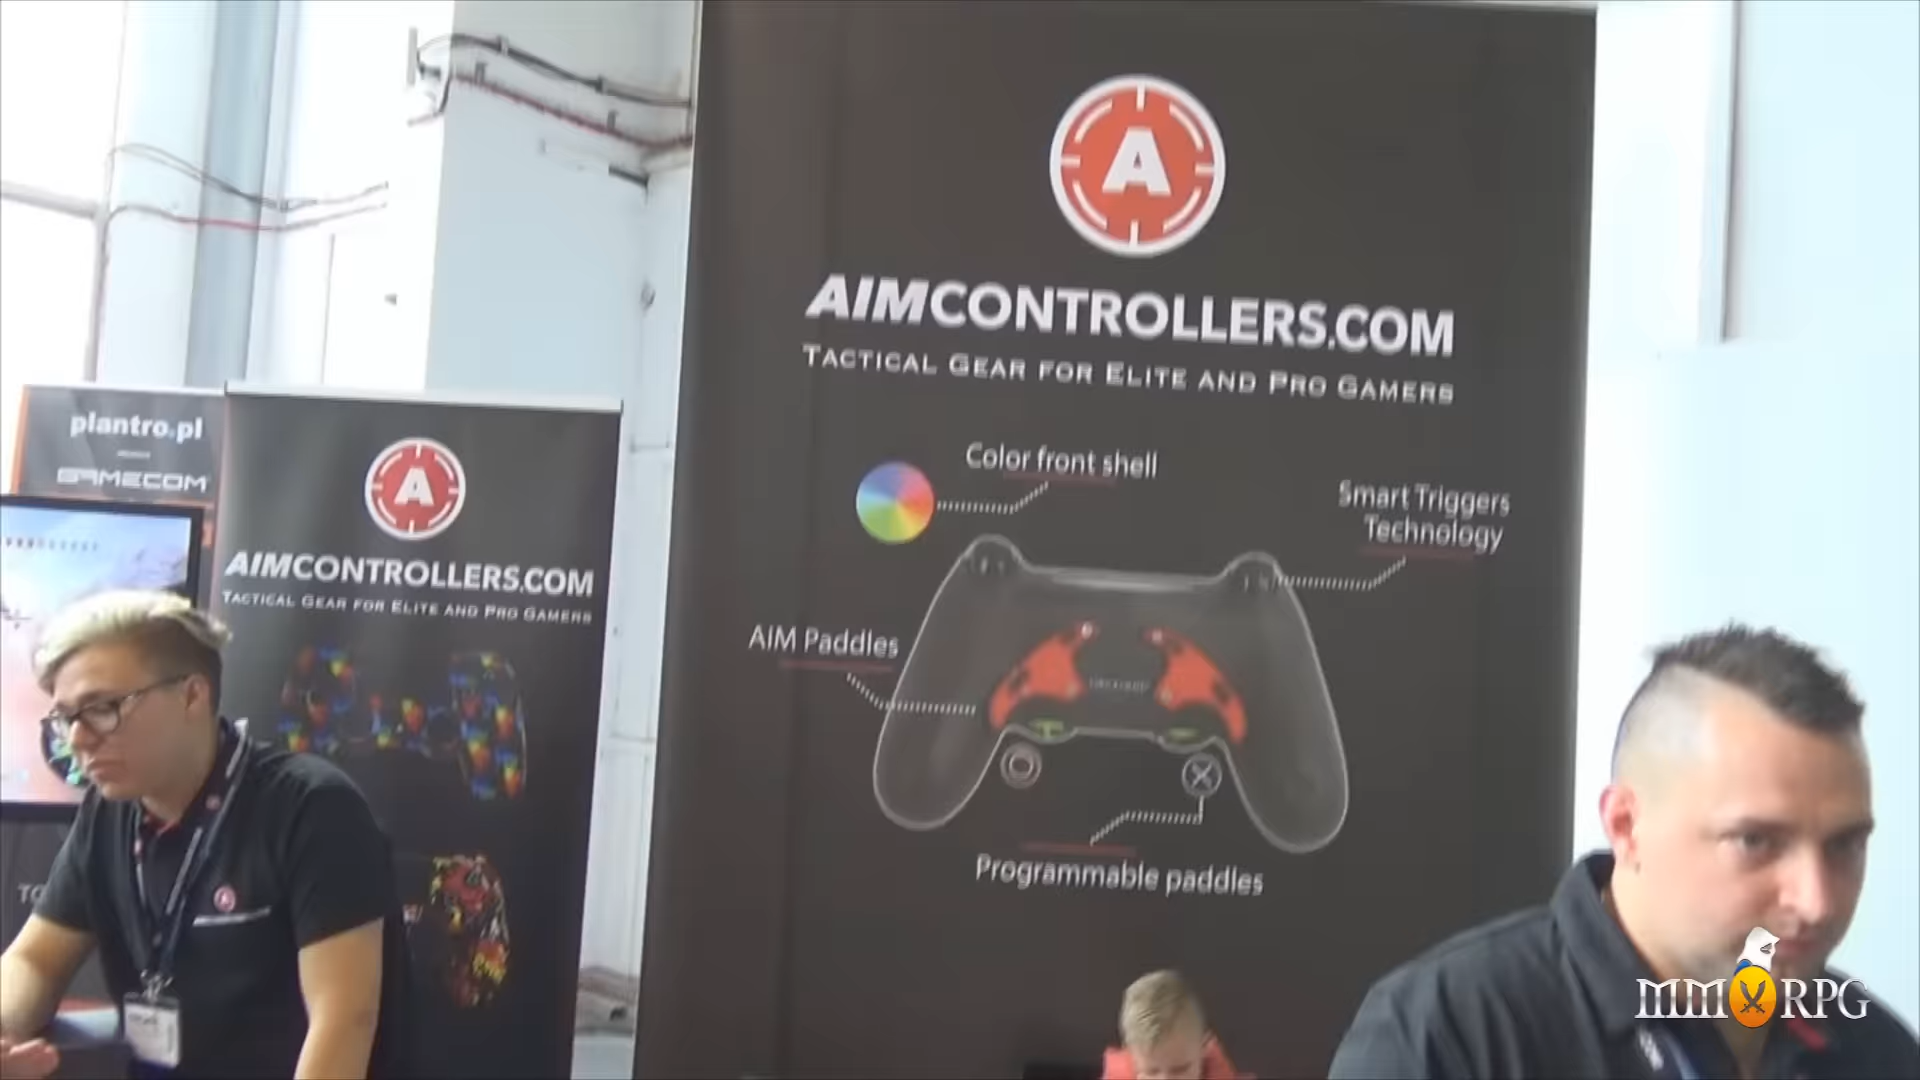 A
AIMCONTROLLERS.COM
TACTICAL GEAR FOR ELITE AND PRO GAMERS
Color front shell
Smart Triggers
Technology
AIM Paddles
Programmable paddles
plantro.pl
GAMECOM
A
AIMCONTROLLERS.COM
TACTICAL GEAR FOR ELITE AND PRO GAMERS
A
MMORPG